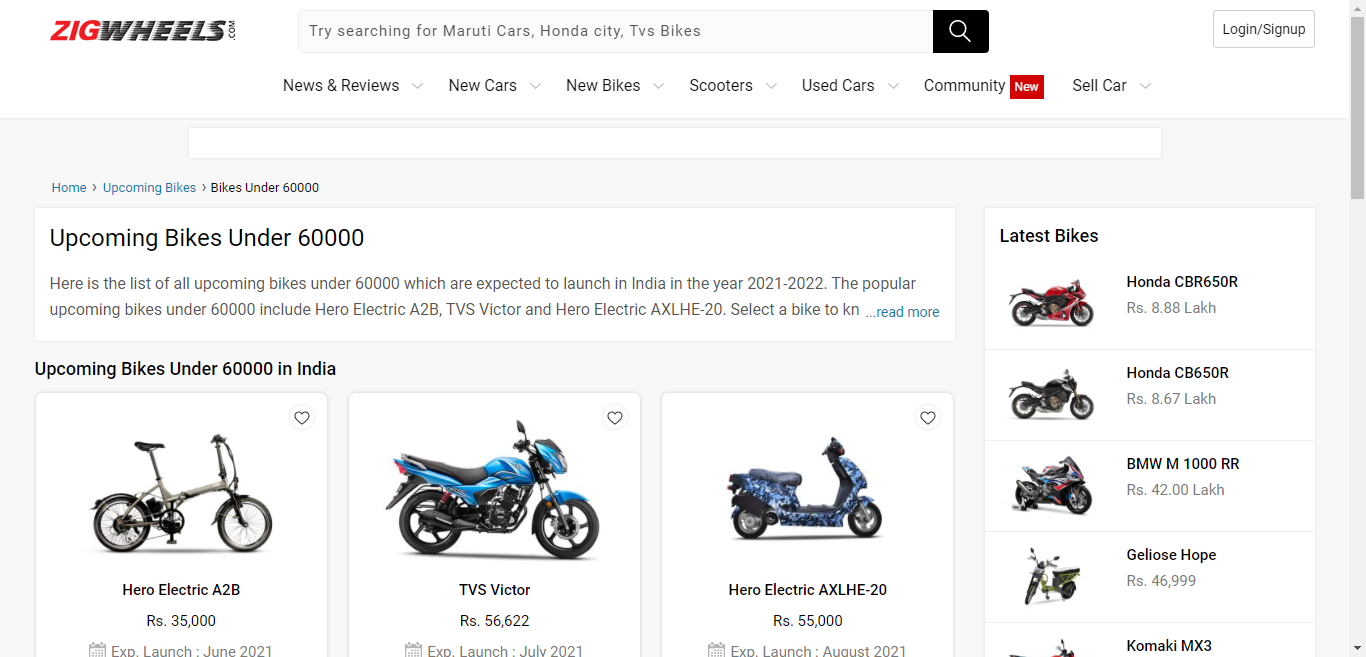 ZIGWHEELS.COM
Try searching for Maruti Cars, Honda city, Tvs Bikes
Login/Signup
News & Reviews New Cars New Bikes Scooters Used Cars Community New Sell Car
Home › Upcoming Bikes › Bikes Under 60000
Upcoming Bikes Under 60000
Here is the list of all upcoming bikes under 60000 which are expected to launch in India in the year 2021-2022. The popular
upcoming bikes under 60000 include Hero Electric A2B, TVS Victor and Hero Electric AXLHE-20. Select a bike to kn ...read more
Upcoming Bikes Under 60000 in India
Hero Electric A2B
Rs. 35,000
Exp. Launch : June 2021
TVS Victor
Rs. 56,622
Exp. Launch : July 2021
Hero Electric AXLHE-20
Rs. 55,000
Exp. Launch : August 2021
Latest Bikes
Honda CBR650R
Rs. 8.88 Lakh
Honda CB650R
Rs. 8.67 Lakh
BMW M 1000 RR
Rs. 42.00 Lakh
Geliose Hope
Rs. 46,999
Komaki MX3